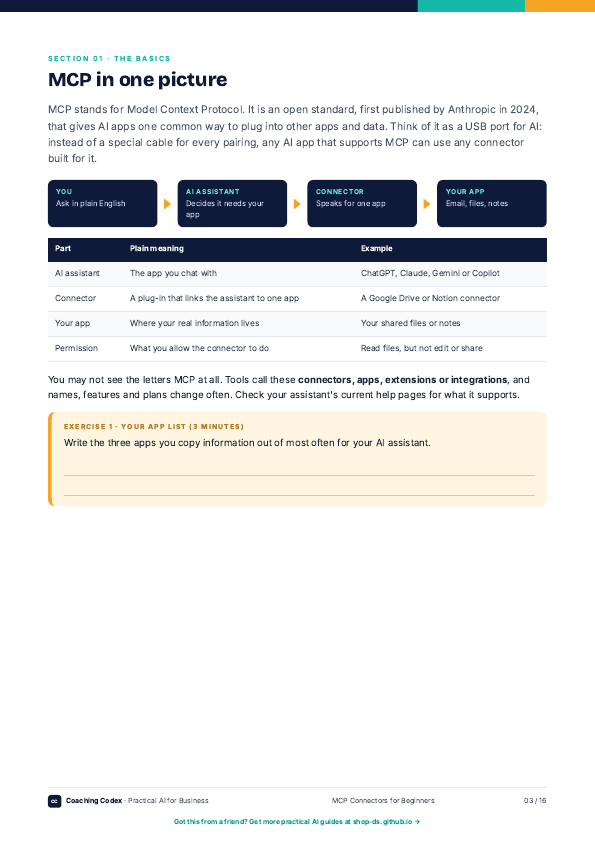 SECTION 01 · THE BASICS
MCP in one picture
MCP stands for Model Context Protocol. It is an open standard, first published by Anthropic in 2024,
that gives AI apps one common way to plug into other apps and data. Think of it as a USB port for AI:
instead of a special cable for every pairing, any AI app that supports MCP can use any connector
built for it.
YOU
Ask in plain English
AI ASSISTANT
Decides it needs your
app
CONNECTOR
Speaks for one app
YOUR APP
Email, files, notes
Part Plain meaning Example
AI assistant The app you chat with ChatGPT, Claude, Gemini or Copilot
Connector A plug-in that links the assistant to one app A Google Drive or Notion connector
Your app Where your real information lives Your shared files or notes
Permission What you allow the connector to do Read files, but not edit or share
You may not see the letters MCP at all. Tools call these connectors, apps, extensions or integrations, and
names, features and plans change often. Check your assistant's current help pages for what it supports.
EXERCISE 1 · YOUR APP LIST (3 MINUTES)
Write the three apps you copy information out of most often for your AI assistant.
cc Coaching Codex · Practical AI for Business MCP Connectors for Beginners 03 / 16
Got this from a friend? Get more practical AI guides at shop-ds.github.io →